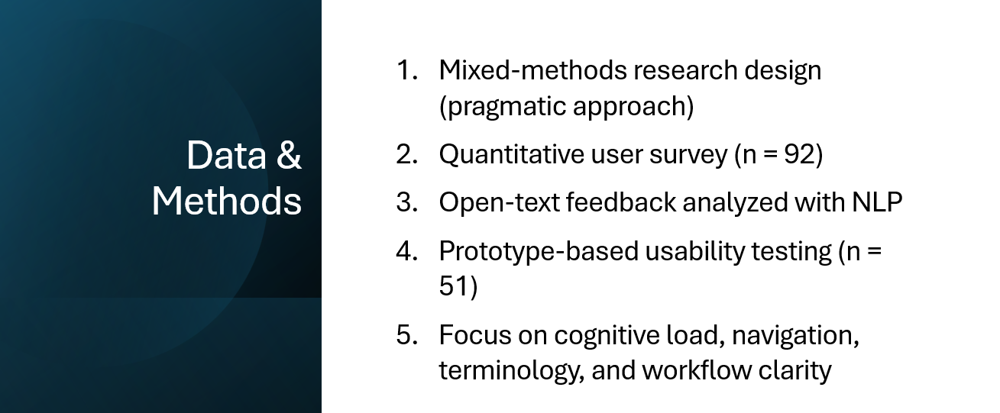 Data &
Methods
1. Mixed-methods research design
(pragmatic approach)
2. Quantitative user survey (n = 92)
3. Open-text feedback analyzed with NLP
4. Prototype-based usability testing (n =
51)
5. Focus on cognitive load, navigation,
terminology, and workflow clarity